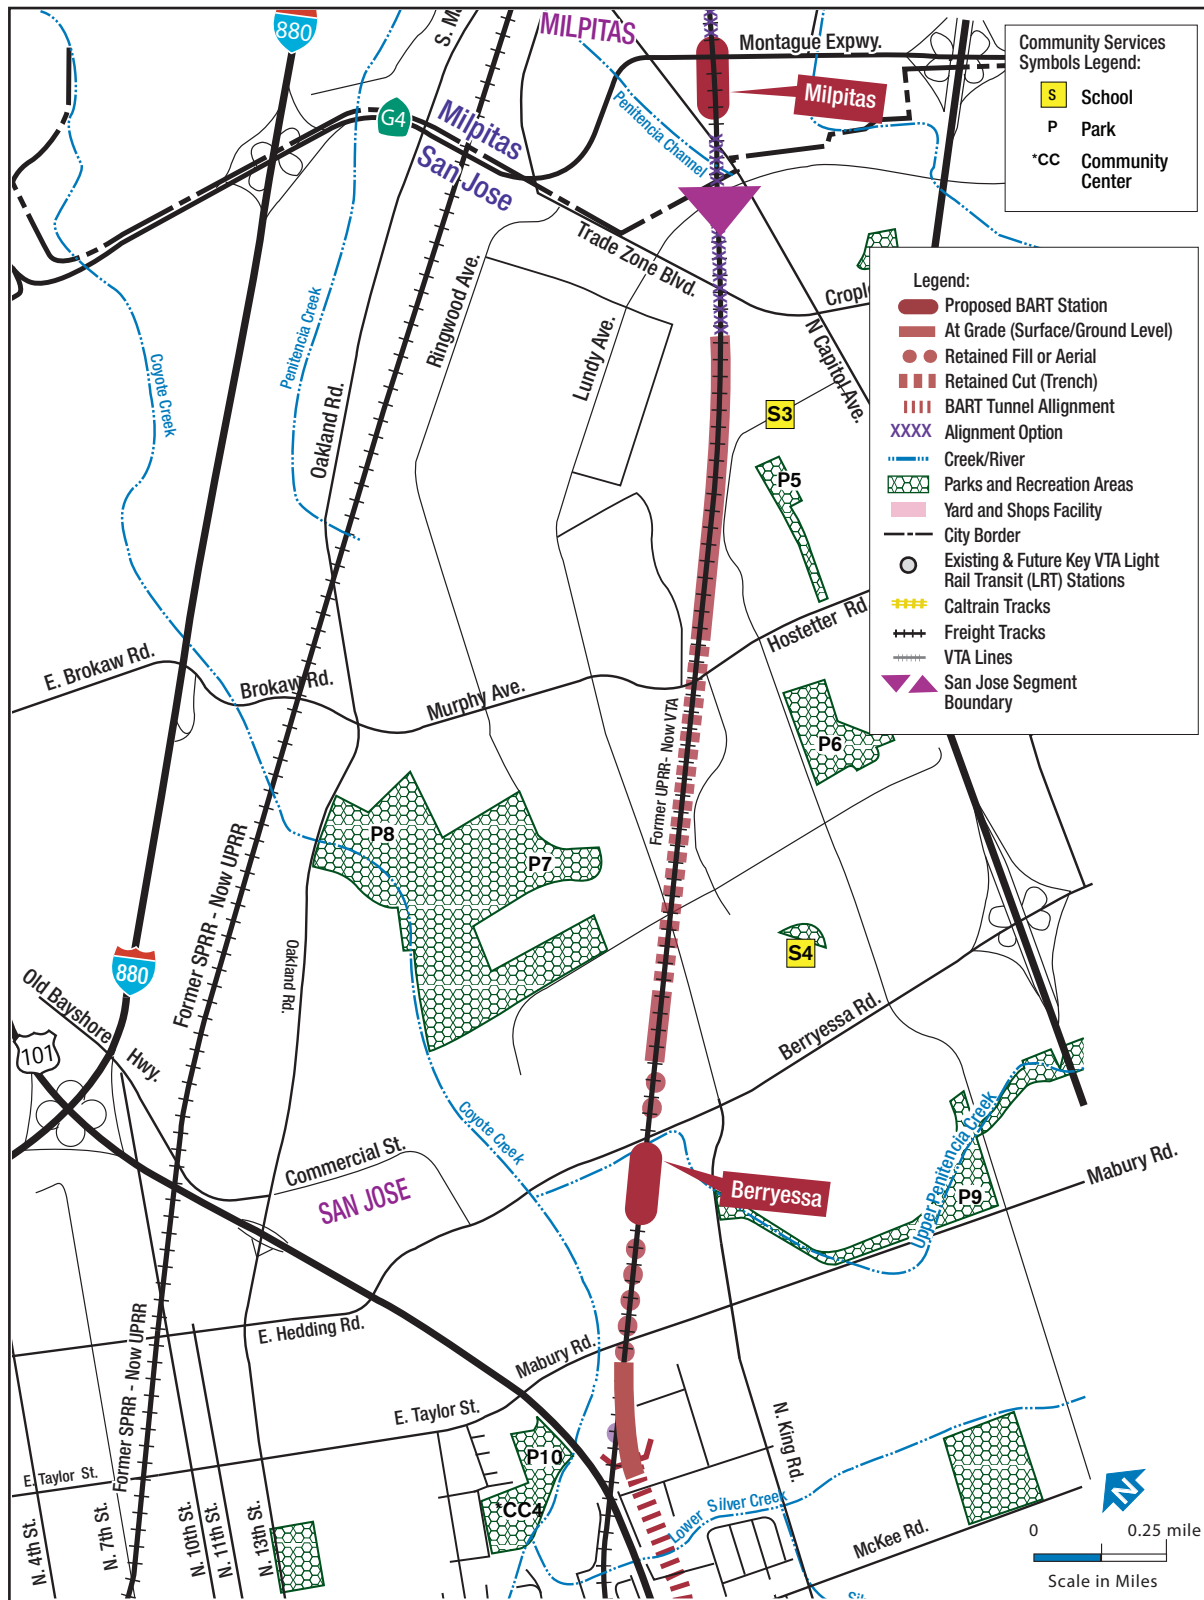 880
S. M
MILPITAS
Montague Expwy.
Milpitas
Penitencia Channel
G4
Milpitas
San Jose
Trade Zone Blvd.
Cropl
N Capitol Ave.
Ringwood Ave.
Lundy Ave.
Penitencia Creek
Coyote Creek
Oakland Rd.
Community Services
Symbols Legend:
S School
P Park
*CC Community
Center
Legend:
Proposed BART Station
At Grade (Surface/Ground Level)
Retained Fill or Aerial
Retained Cut (Trench)
BART Tunnel Allignment
XXXX Alignment Option
Creek/River
Parks and Recreation Areas
Yard and Shops Facility
City Border
Existing & Future Key VTA Light
Rail Transit (LRT) Stations
Caltrain Tracks
Freight Tracks
VTA Lines
San Jose Segment
Boundary
S3
P5
Hostetter Rd.
E. Brokaw Rd.
Brokaw Rd.
Murphy Ave.
Former UPRR- Now VTA
P6
P8
P7
Former SPRR - Now UPRR
Oakland Rd.
S4
880
Old Bayshore
Hwy.
101
Berryessa Rd.
Coyote Creek
Commercial St.
SAN JOSE
Berryessa
Upper Penitencia Creek
P9
Mabury Rd.
E. Hedding Rd.
Mabury Rd.
Former SPRR - Now UPRR
E. Taylor St.
E. Taylor St.
P10
*CC4
N. King Rd.
Lower Silver Creek
McKee Rd.
N. 4th St.
N. 7th St.
N. 10th St.
N. 11th St.
N. 13th St.
N
0 0.25 mile
Scale in Miles